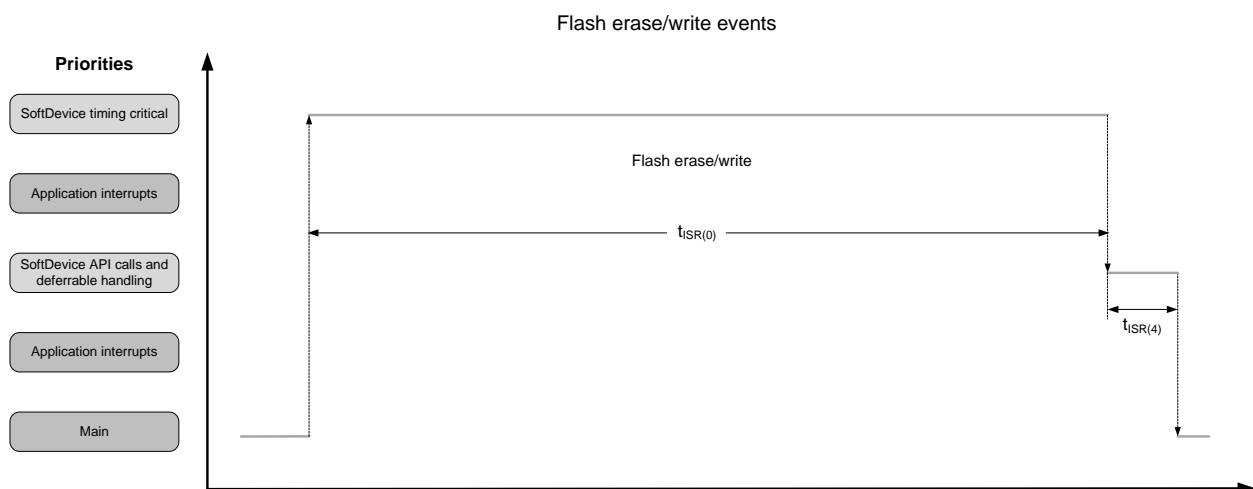 Flash erase/write events
Priorities
SoftDevice timing critical
Flash erase/write
Application interrupts
tISR(0)
SoftDevice API calls and
deferrable handling
tISR(4)
Application interrupts
Main